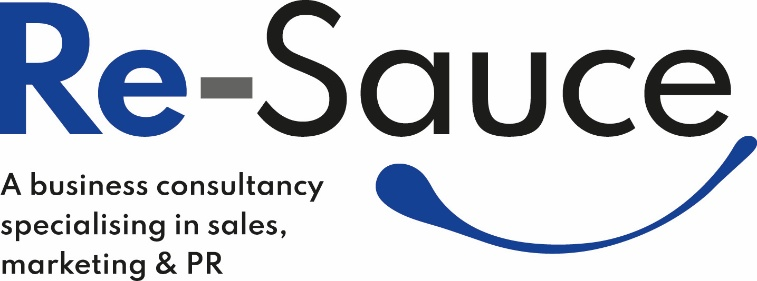 Re-Sauce
A business consultancy
specialising in sales,
marketing & PR